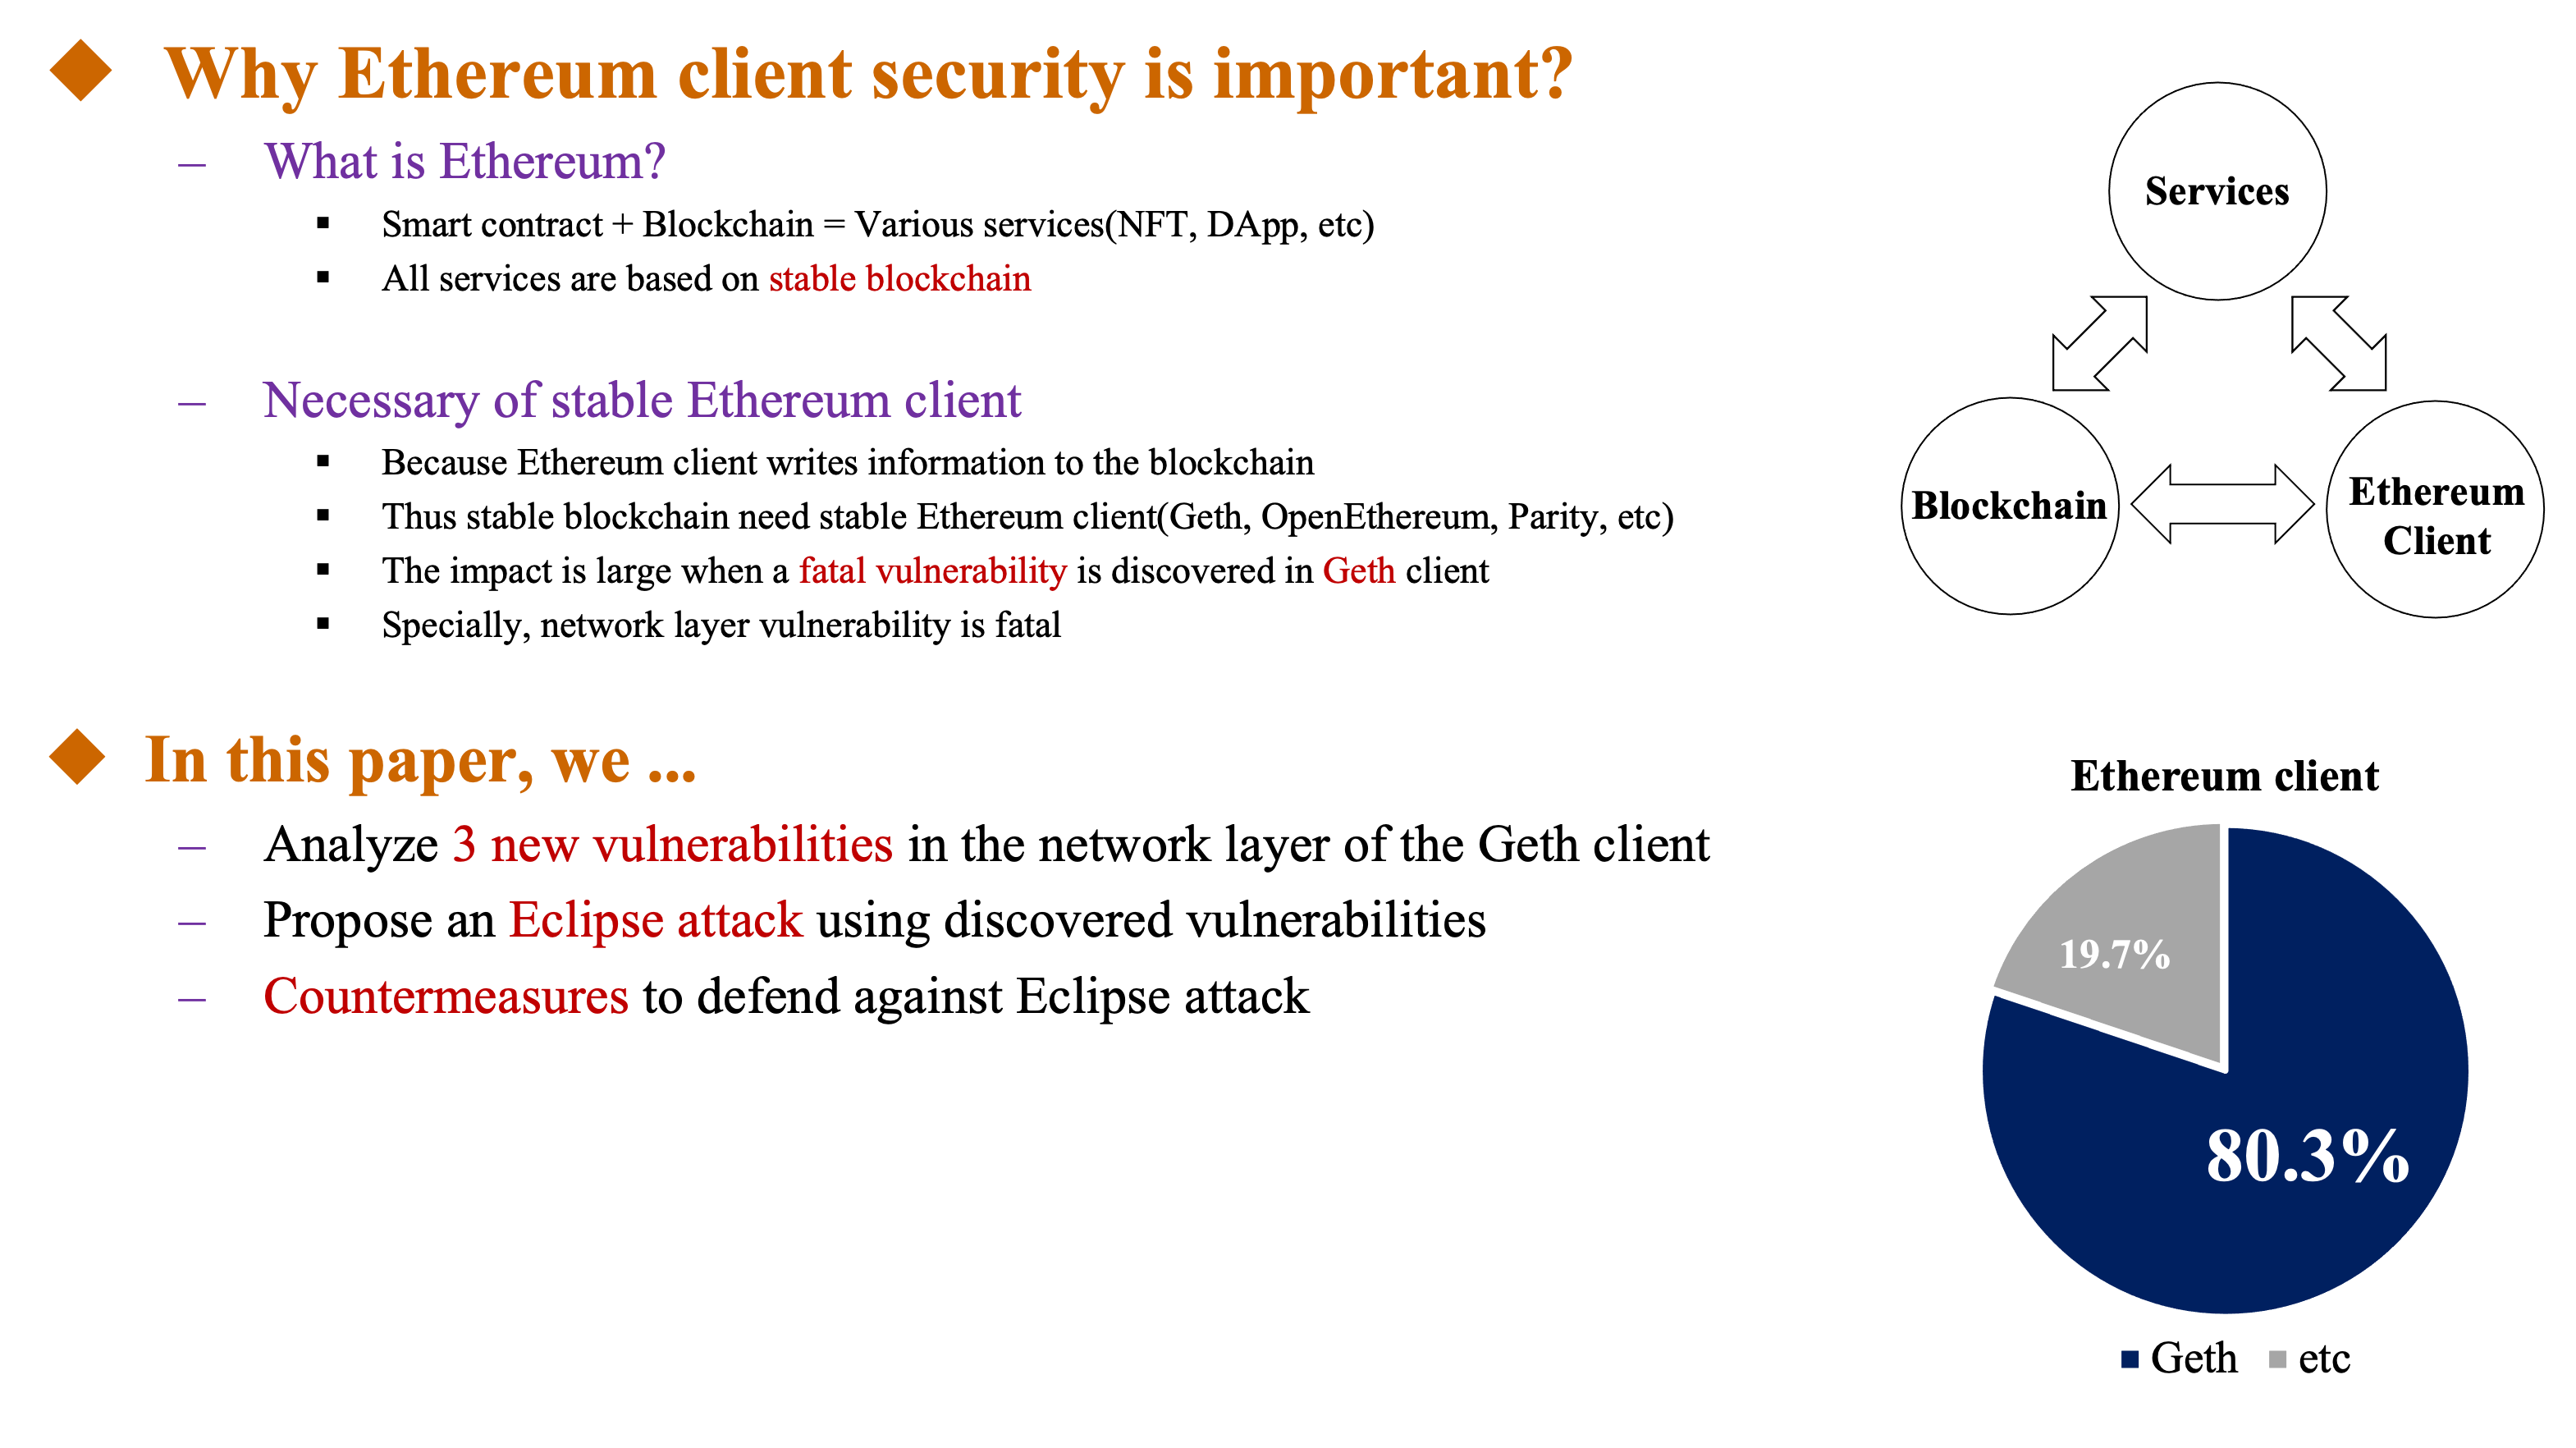 Why Ethereum client security is important?
– What is Ethereum?
▪ Smart contract + Blockchain = Various services(NFT, DApp, etc)
▪ All services are based on stable blockchain
– Necessary of stable Ethereum client
▪ Because Ethereum client writes information to the blockchain
▪ Thus stable blockchain need stable Ethereum client(Geth, OpenEthereum, Parity, etc)
▪ The impact is large when a fatal vulnerability is discovered in Geth client
▪ Specially, network layer vulnerability is fatal
In this paper, we ...
– Analyze 3 new vulnerabilities in the network layer of the Geth client
– Propose an Eclipse attack using discovered vulnerabilities
– Countermeasures to defend against Eclipse attack
Services
Blockchain
Ethereum
Client
Ethereum client
19.7%
80.3%
Geth etc